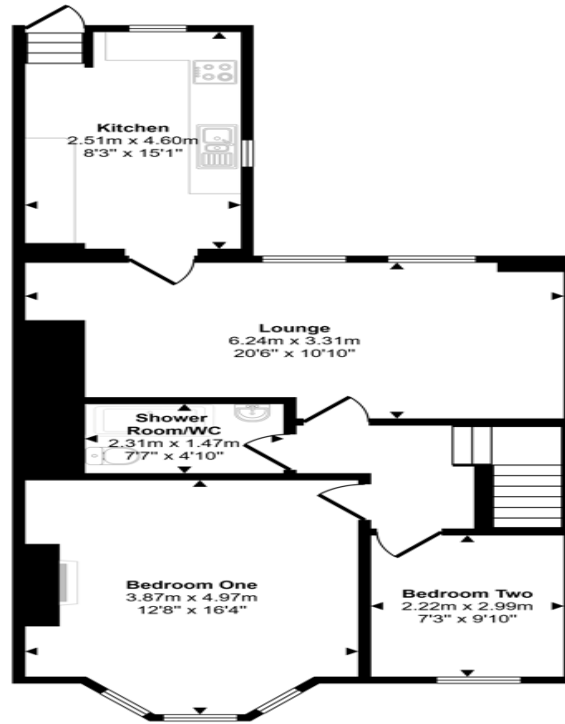 Kitchen
2.51m x 4.60m
8'3" x 15'1"
Lounge
6.24m x 3.31m
20'6" x 10'10"
Shower
Room/WC
2.31m x 1.47m
7'7" x 4'10"
Bedroom One
3.87m x 4.97m
12'8" x 16'4"
Bedroom Two
2.22m x 2.99m
7'3" x 9'10"